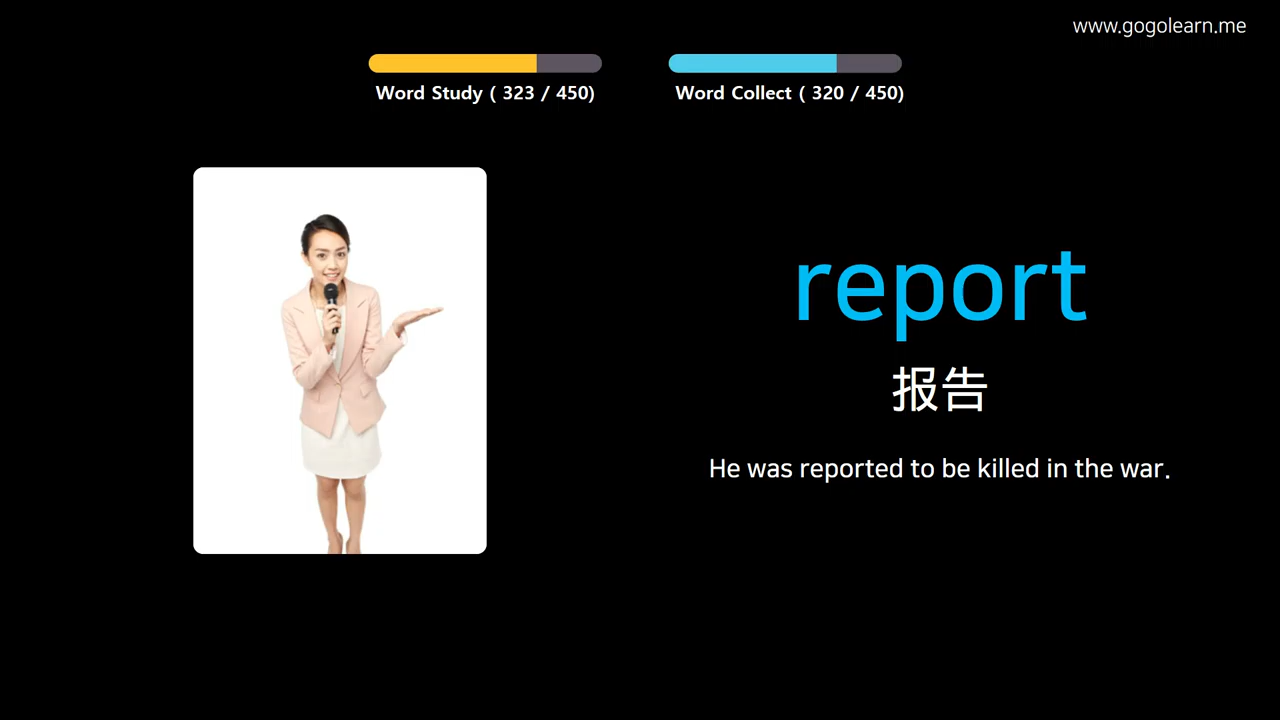 www.gogolearn.me
Word Study ( 323 / 450)
Word Collect ( 320 / 450)
report
报告
He was reported to be killed in the war.